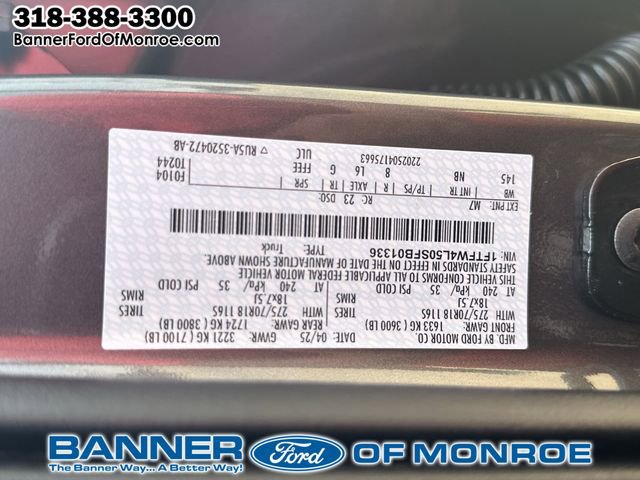 318-388-3300
BannerFordOfMonroe.com
MFD. BY FORD MOTOR CO.
DATE: 04/25 GVWR: 3221 KG ( 7100 LB)
FRONT GAWR: 1633 KG ( 3600 LB) REAR GAWR: 1724 KG ( 3800 LB)
WITH 275/70R18 116S TIRES WITH 275/70R18 116S TIRES
18x7.5J RIMS 18x7.5J RIMS
AT 240 kPa/ 35 PSI COLD AT 240 kPa/ 35 PSI COLD
THIS VEHICLE CONFORMS TO ALL APPLICABLE FEDERAL MOTOR VEHICLE
SAFETY STANDARDS IN EFFECT ON THE DATE OF MANUFACTURE SHOWN ABOVE.
VIN: 1FTFW4L50SFB01336 TYPE: Truck
EXT PNT: M7 RC: 23 DSO: F0104 T0244
WB INT TR TP/PS R AXLE TR SPR
145 NB 8 L6 G FFEE ULC
2202504175663 ▽ RU5A-3520472-AB
BANNER Ford OF MONROE
The Banner Way... A Better Way!